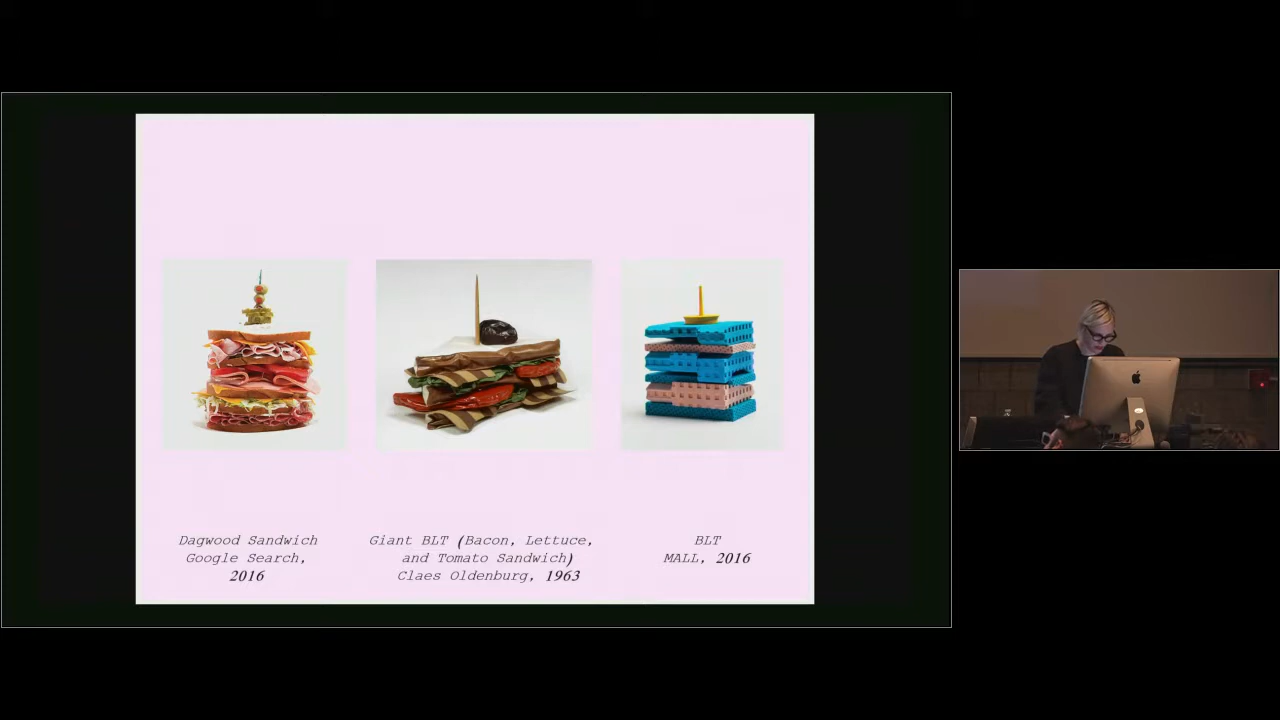 Dagwood Sandwich
Google Search,
2016
Giant BLT (Bacon, Lettuce,
and Tomato Sandwich)
Claes Oldenburg, 1963
BLT
MALL, 2016